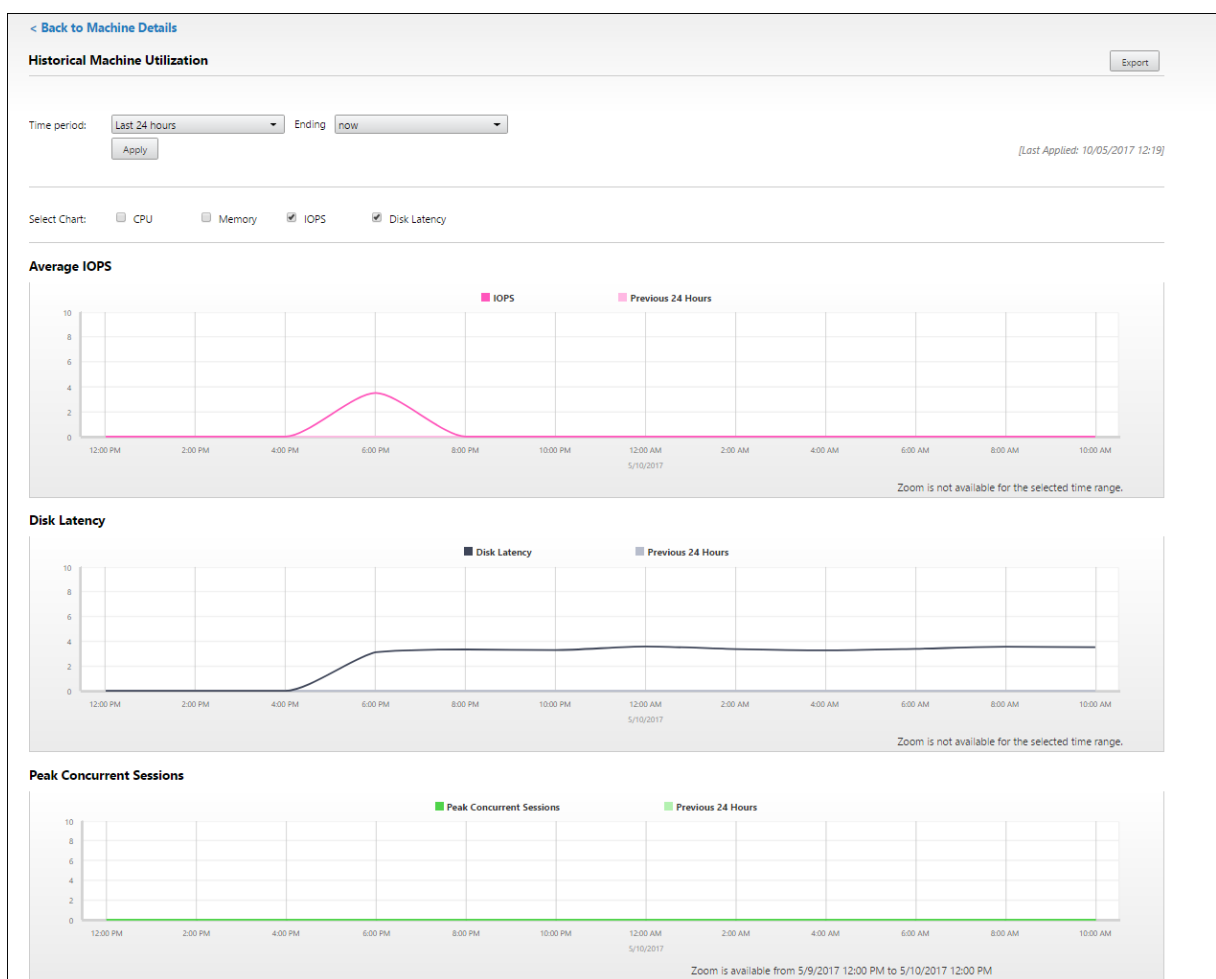 < Back to Machine Details
Historical Machine Utilization
Export
Time period:
Last 24 hours
Ending
now
Apply
[Last Applied: 10/05/2017 12:19]
Select Chart:
CPU
Memory
IOPS
Disk Latency
Average IOPS
IOPS
Previous 24 Hours
10
8
6
4
2
0
12:00 PM 2:00 PM 4:00 PM 6:00 PM 8:00 PM 10:00 PM 12:00 AM 2:00 AM 4:00 AM 6:00 AM 8:00 AM 10:00 AM
5/10/2017
Zoom is not available for the selected time range.
Disk Latency
Disk Latency
Previous 24 Hours
10
8
6
4
2
0
12:00 PM 2:00 PM 4:00 PM 6:00 PM 8:00 PM 10:00 PM 12:00 AM 2:00 AM 4:00 AM 6:00 AM 8:00 AM 10:00 AM
5/10/2017
Zoom is not available for the selected time range.
Peak Concurrent Sessions
Peak Concurrent Sessions
Previous 24 Hours
10
8
6
4
2
0
12:00 PM 2:00 PM 4:00 PM 6:00 PM 8:00 PM 10:00 PM 12:00 AM 2:00 AM 4:00 AM 6:00 AM 8:00 AM 10:00 AM
5/10/2017
Zoom is available from 5/9/2017 12:00 PM to 5/10/2017 12:00 PM